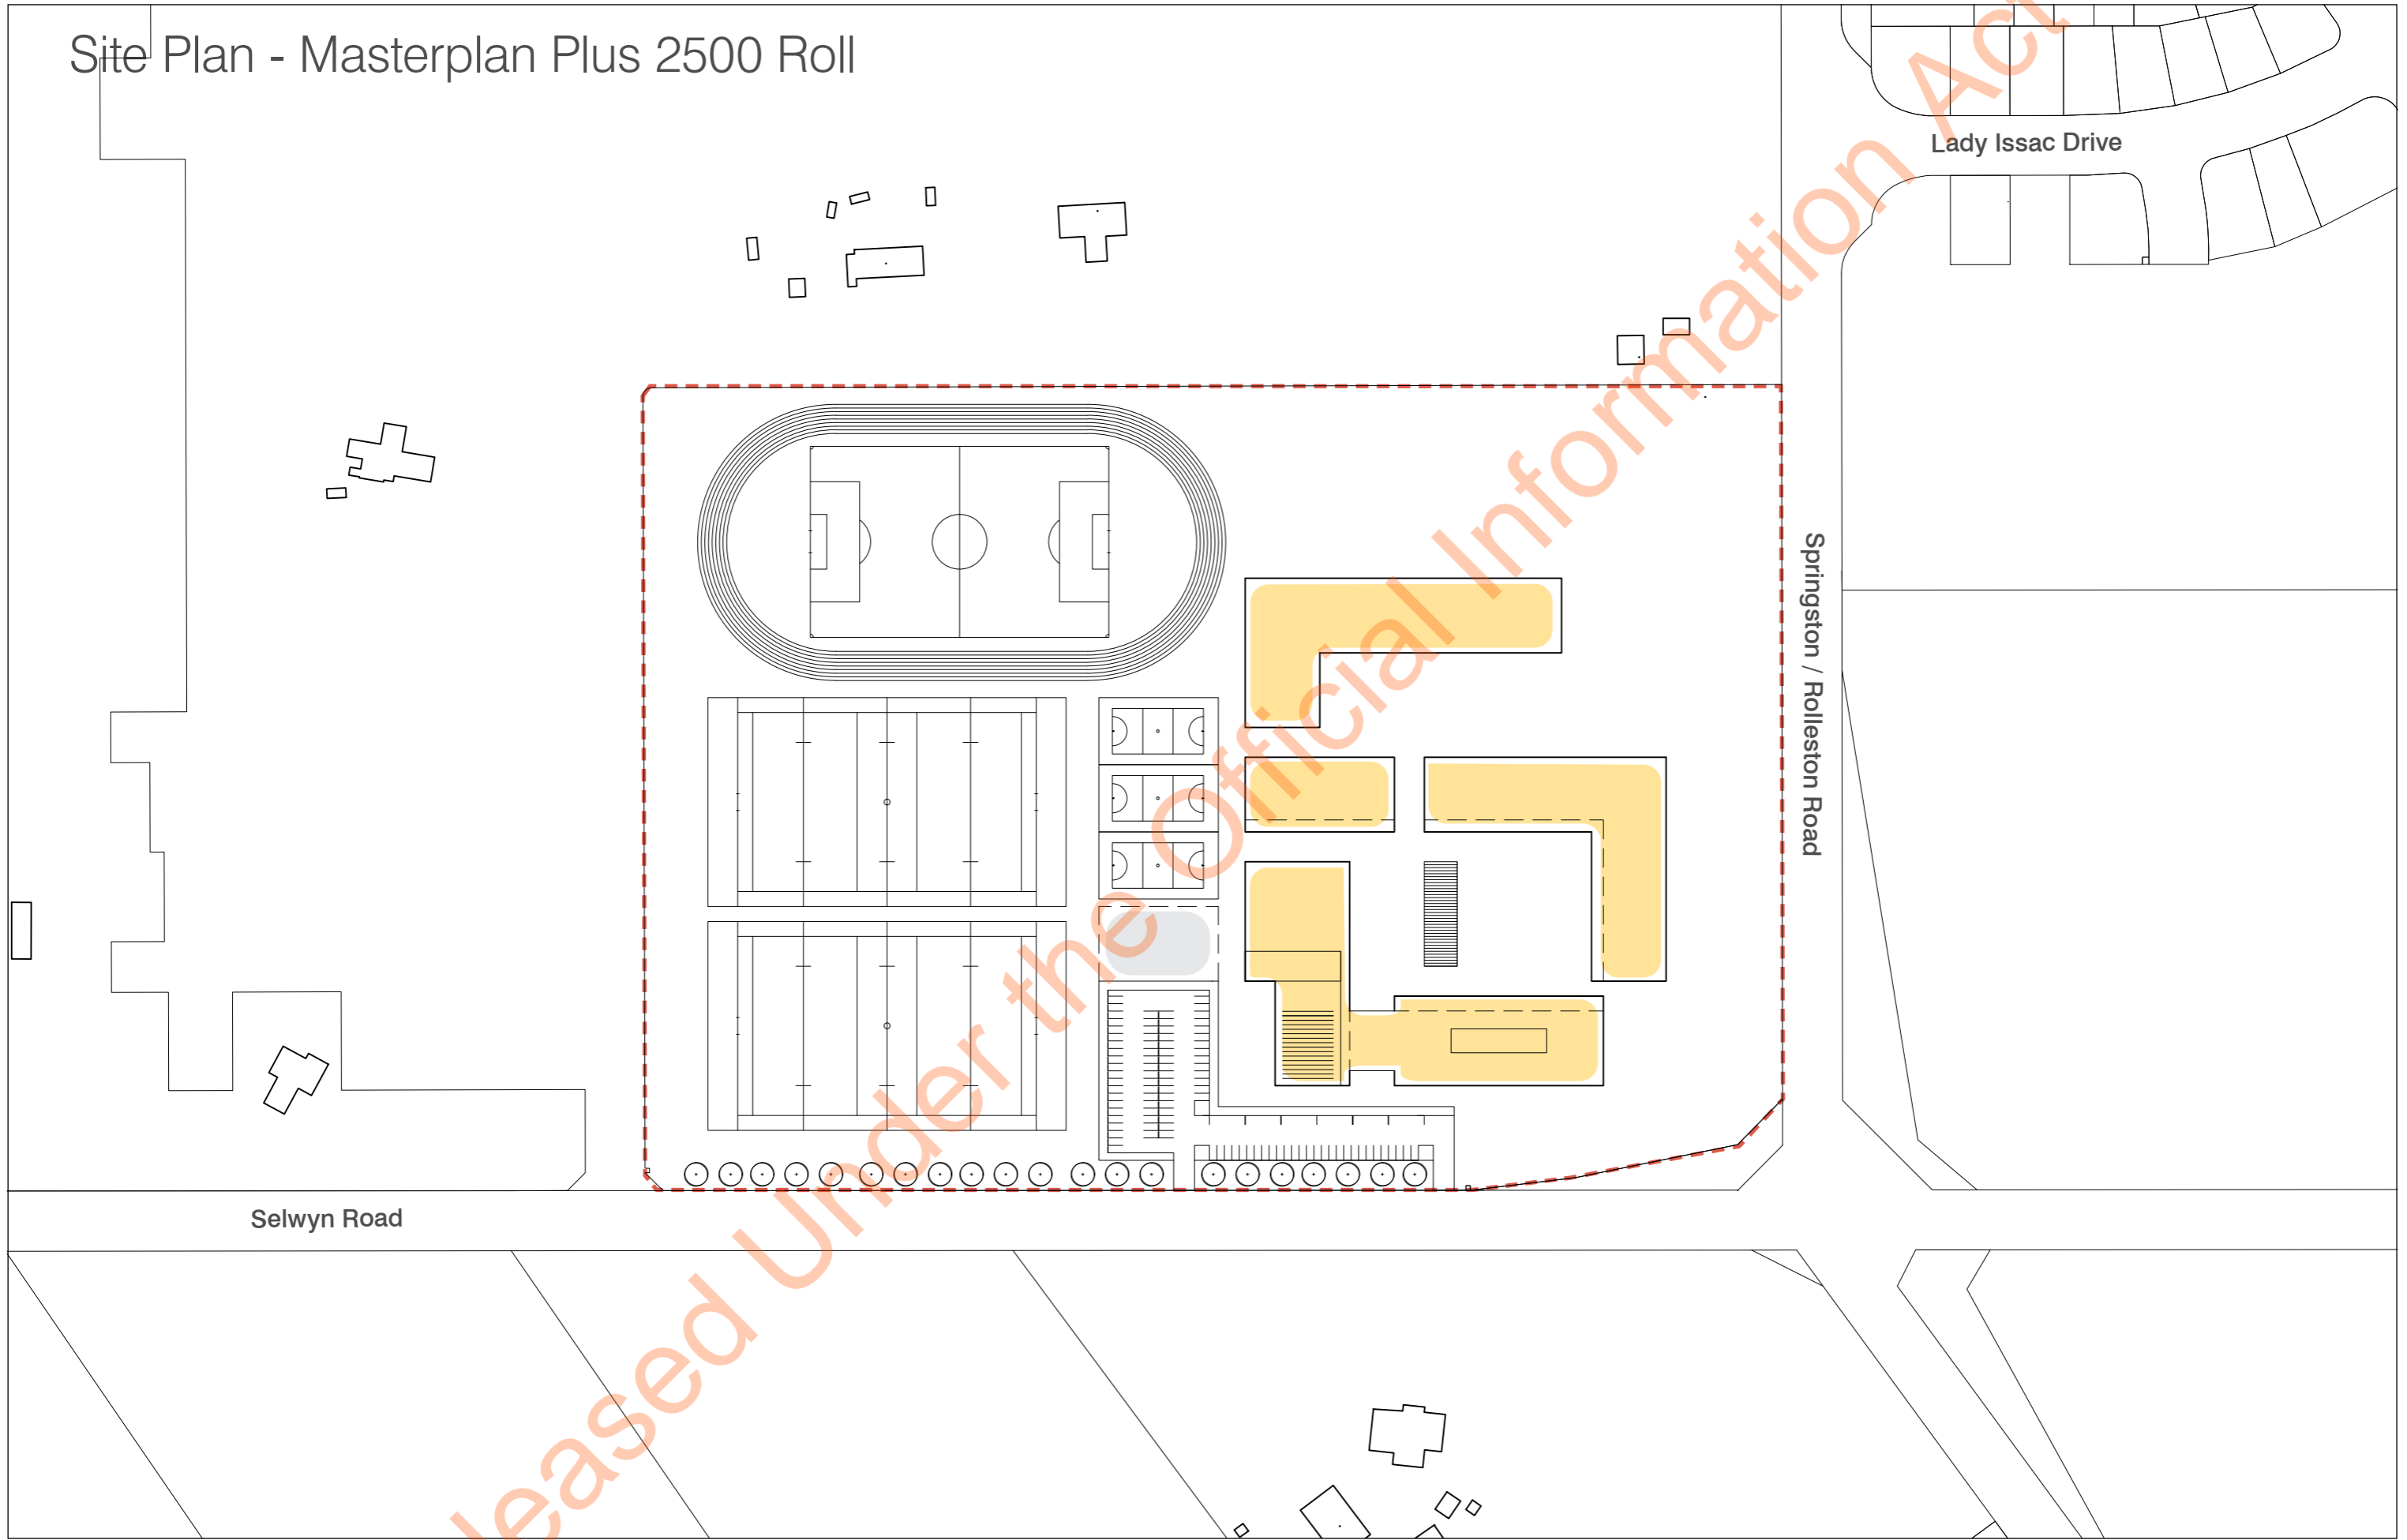 Site Plan - Masterplan Plus 2500 Roll
Lady Issac Drive
Springston / Rolleston Road
Selwyn Road
leased Under the Official Information Act